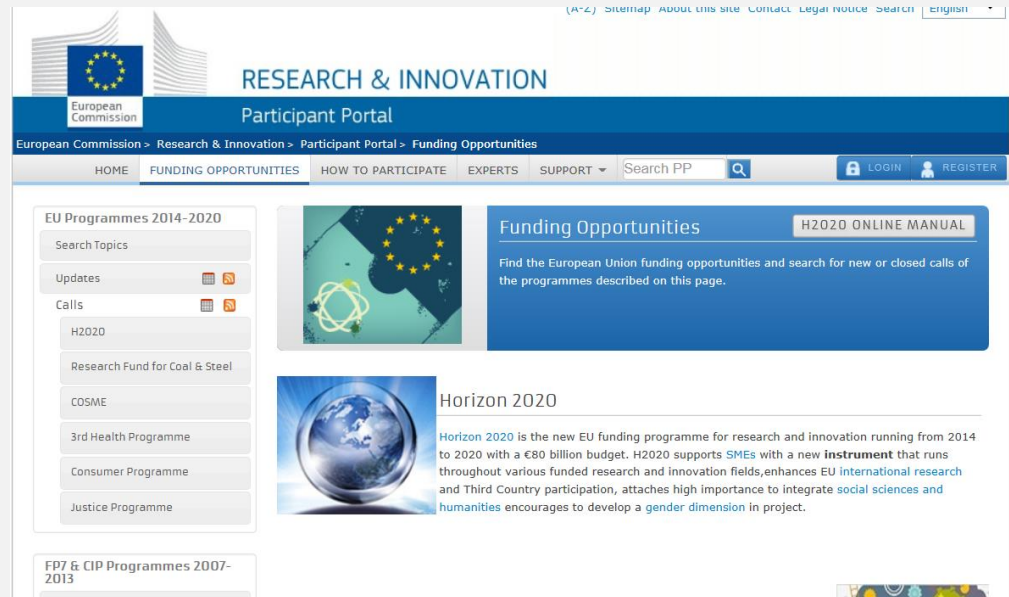 (A-Z) Sitemap About this site Contact Legal Notice Search English
RESEARCH & INNOVATION
European
Commission
Participant Portal
European Commission > Research & Innovation > Participant Portal > Funding Opportunities
HOME FUNDING OPPORTUNITIES HOW TO PARTICIPATE EXPERTS SUPPORT Search PP LOGIN REGISTER
EU Programmes 2014-2020
Search Topics
Updates
Calls
H2020
Research Fund for Coal & Steel
COSME
3rd Health Programme
Consumer Programme
Justice Programme
FP7 & CIP Programmes 2007-
2013
Funding Opportunities
H2020 ONLINE MANUAL
Find the European Union funding opportunities and search for new or closed calls of
the programmes described on this page.
Horizon 2020
Horizon 2020 is the new EU funding programme for research and innovation running from 2014
to 2020 with a €80 billion budget. H2020 supports SMEs with a new instrument that runs
throughout various funded research and innovation fields,enhances EU international research
and Third Country participation, attaches high importance to integrate social sciences and
humanities encourages to develop a gender dimension in project.